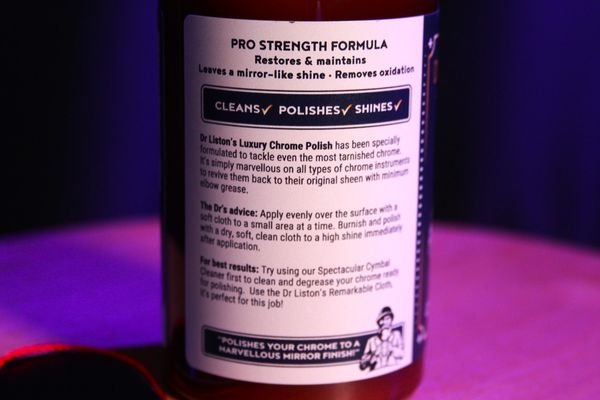 PRO STRENGTH FORMULA
Restores & maintains
Leaves a mirror-like shine · Removes oxidation
CLEANS✓ POLISHES✓ SHINES✓
Dr Liston's Luxury Chrome Polish has been specially
formulated to tackle even the most tarnished chrome.
It's simply marvellous on all types of chrome instruments
to revive them back to their original sheen with minimum
elbow grease.
The Dr's advice: Apply evenly over the surface with a
soft cloth to a small area at a time. Burnish and polish
with a dry, soft, clean cloth to a high shine immediately
after application.
For best results: Try using our Spectacular Cymbal
Cleaner first to clean and degrease your chrome ready
for polishing. Use the Dr Liston's Remarkable Cloth,
it's perfect for this job!
"POLISHES YOUR CHROME TO A
MARVELLOUS MIRROR FINISH!"